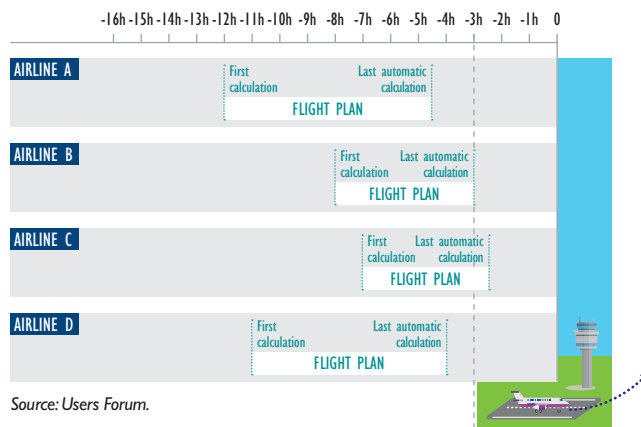 -16h -15h -14h -13h -12h -11h -10h -9h -8h -7h -6h -5h -4h -3h -2h -1h 0
AIRLINE A
First Last automatic
calculation calculation
FLIGHT PLAN
AIRLINE B
First Last automatic
calculation calculation
FLIGHT PLAN
AIRLINE C
First Last automatic
calculation calculation
FLIGHT PLAN
AIRLINE D
First Last automatic
calculation calculation
FLIGHT PLAN
Source: Users Forum.